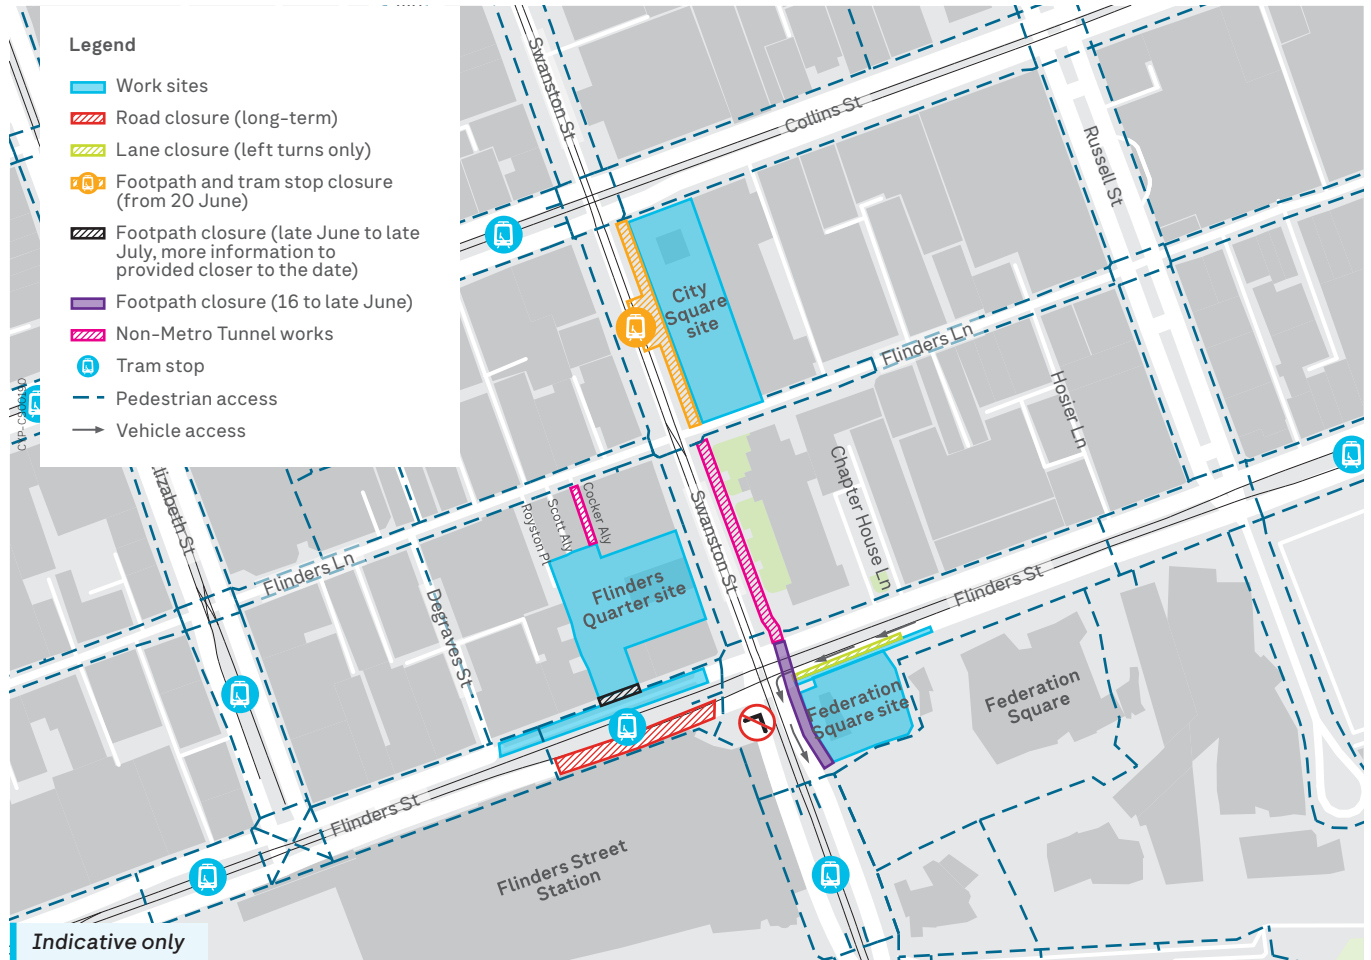 Legend
Work sites
Road closure (long-term)
Lane closure (left turns only)
Footpath and tram stop closure
(from 20 June)
Footpath closure (late June to late
July, more information to
provided closer to the date)
Footpath closure (16 to late June)
Non-Metro Tunnel works
Tram stop
Pedestrian access
Vehicle access
Swanston St
Collins St
Russell St
City
Square
site
Flinders Ln
Hosier Ln
Chapter House Ln
Elizabeth St
Flinders Ln
Degraves St
Royston Pl
Scott Aly
Cocker Aly
Flinders
Quarter site
Swanston St
Flinders St
Federation
Square site
Federation
Square
Flinders St
Flinders Street
Station
Indicative only